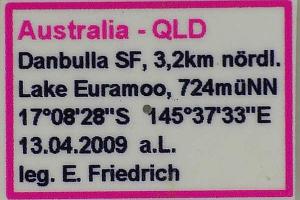 Australia - QLD
Danbulla SF, 3,2km nördl.
Lake Euramoo, 724müNN
17°08'28"S 145°37'33"E
13.04.2009 a.L.
leg. E. Friedrich